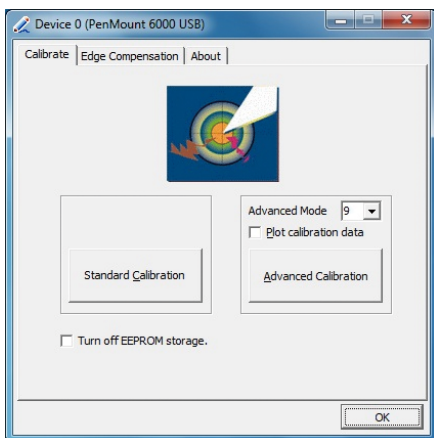 Device 0 (PenMount 6000 USB)
Calibrate Edge Compensation About
Advanced Mode 9
Plot calibration data
Standard Calibration
Advanced Calibration
Turn off EEPROM storage.
OK